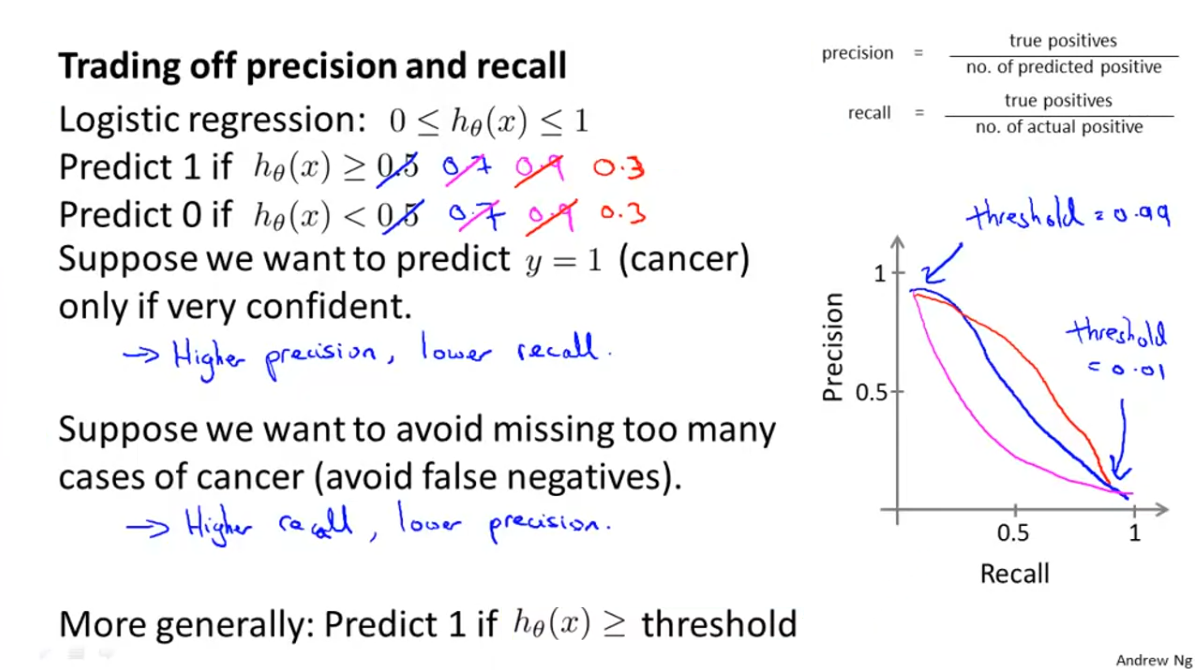 Trading off precision and recall
precision = true positives / no. of predicted positive
recall = true positives / no. of actual positive
Logistic regression: 0 ≤ hθ(x) ≤ 1
Predict 1 if hθ(x) ≥ 0.5 0.7 0.9 0.3
Predict 0 if hθ(x) < 0.5 0.7 0.9 0.3
Suppose we want to predict y = 1 (cancer)
only if very confident.
→ Higher precision, lower recall.
Suppose we want to avoid missing too many
cases of cancer (avoid false negatives).
→ Higher recall, lower precision.
More generally: Predict 1 if hθ(x) ≥ threshold
threshold = 0.99
threshold
= 0.01
1
Precision
0.5
0.5 1
Recall
Andrew Ng